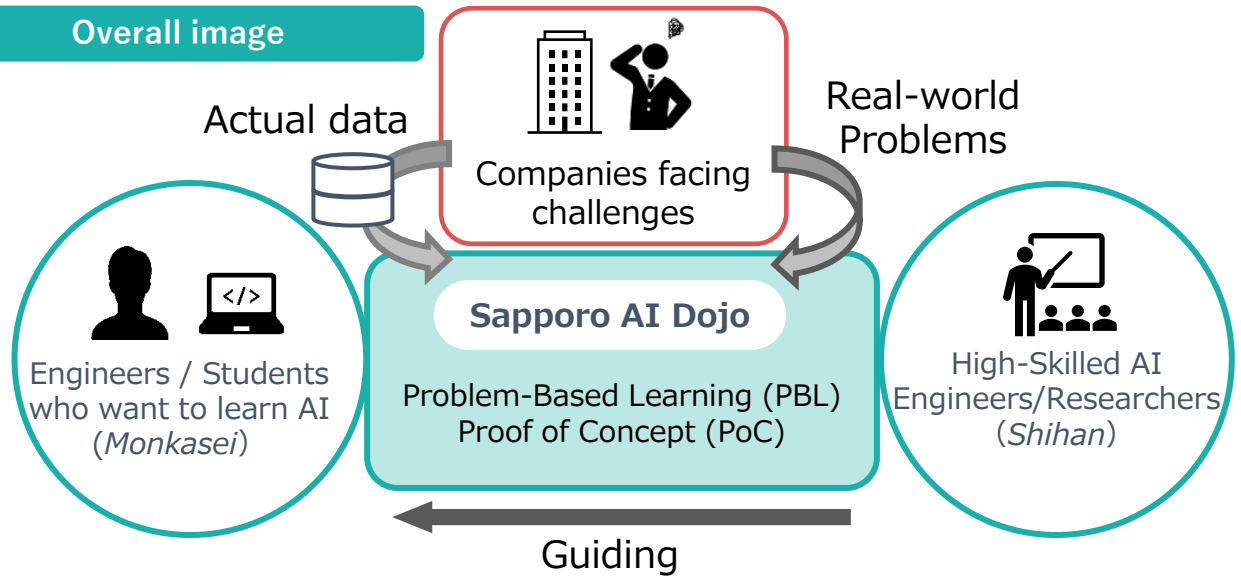 Overall image
Actual data
Real-world
Problems
Companies facing
challenges
</>
Engineers / Students
who want to learn AI
(Monkasei)
Sapporo AI Dojo
Problem-Based Learning (PBL)
Proof of Concept (PoC)
High-Skilled AI
Engineers/Researchers
（Shihan）
Guiding